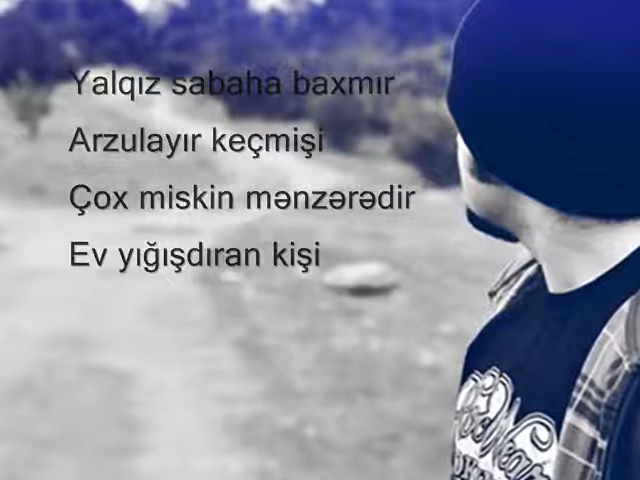 Yalqız sabaha baxmır
Arzulayır keçmişi
Çox miskin mənzərədir
Ev yığışdıran kişi